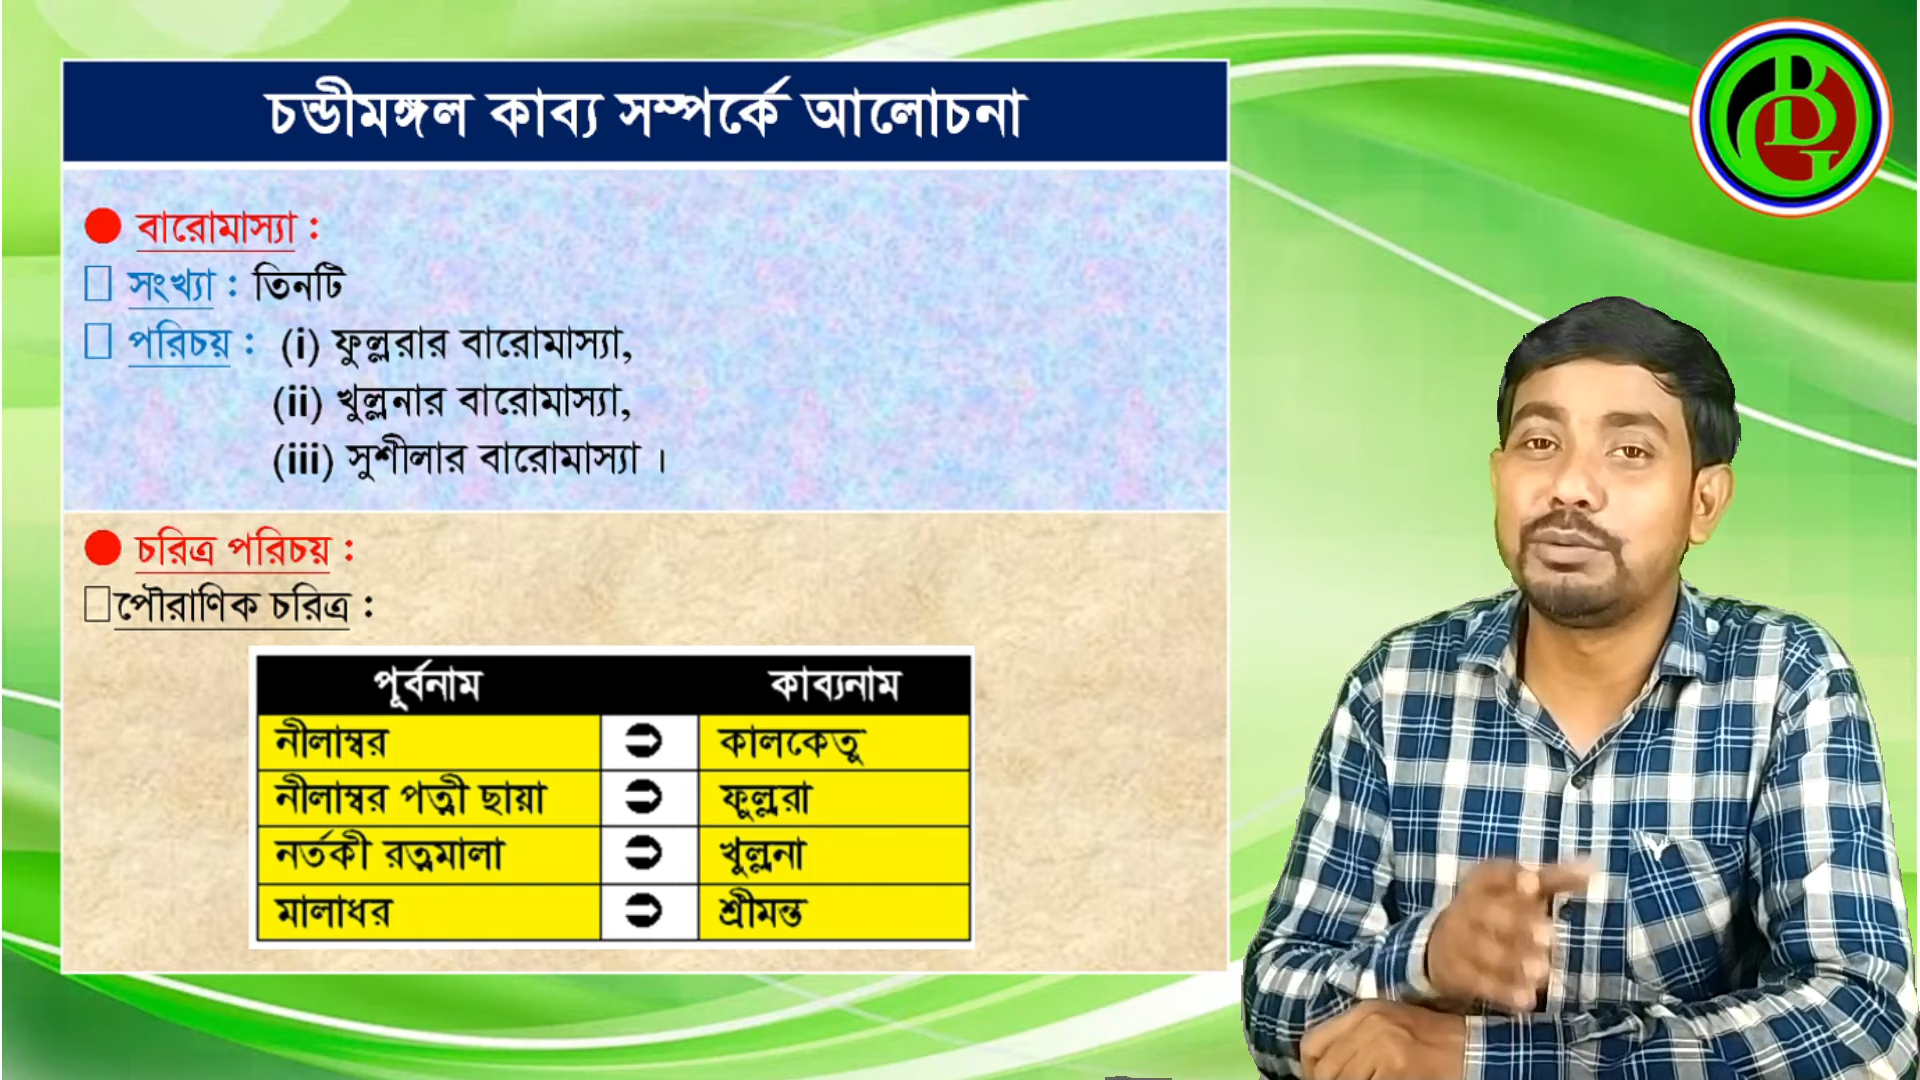 চন্ডীমঙ্গল কাব্য সম্পর্কে আলোচনা
বারোমাস্যা :
সংখ্যা : তিনটি
পরিচয় : (i) ফুল্লরার বারোমাস্যা,
(ii) খুল্লনার বারোমাস্যা,
(iii) সুশীলার বারোমাস্যা ।
চরিত্র পরিচয় :
পৌরাণিক চরিত্র :
পূর্বনাম কাব্যনাম
নীলাম্বর ➲ কালকেতু
নীলাম্বর পত্নী ছায়া ➲ ফুল্লরা
নর্তকী রত্নমালা ➲ খুল্লনা
মালাধর ➲ শ্রীমন্ত